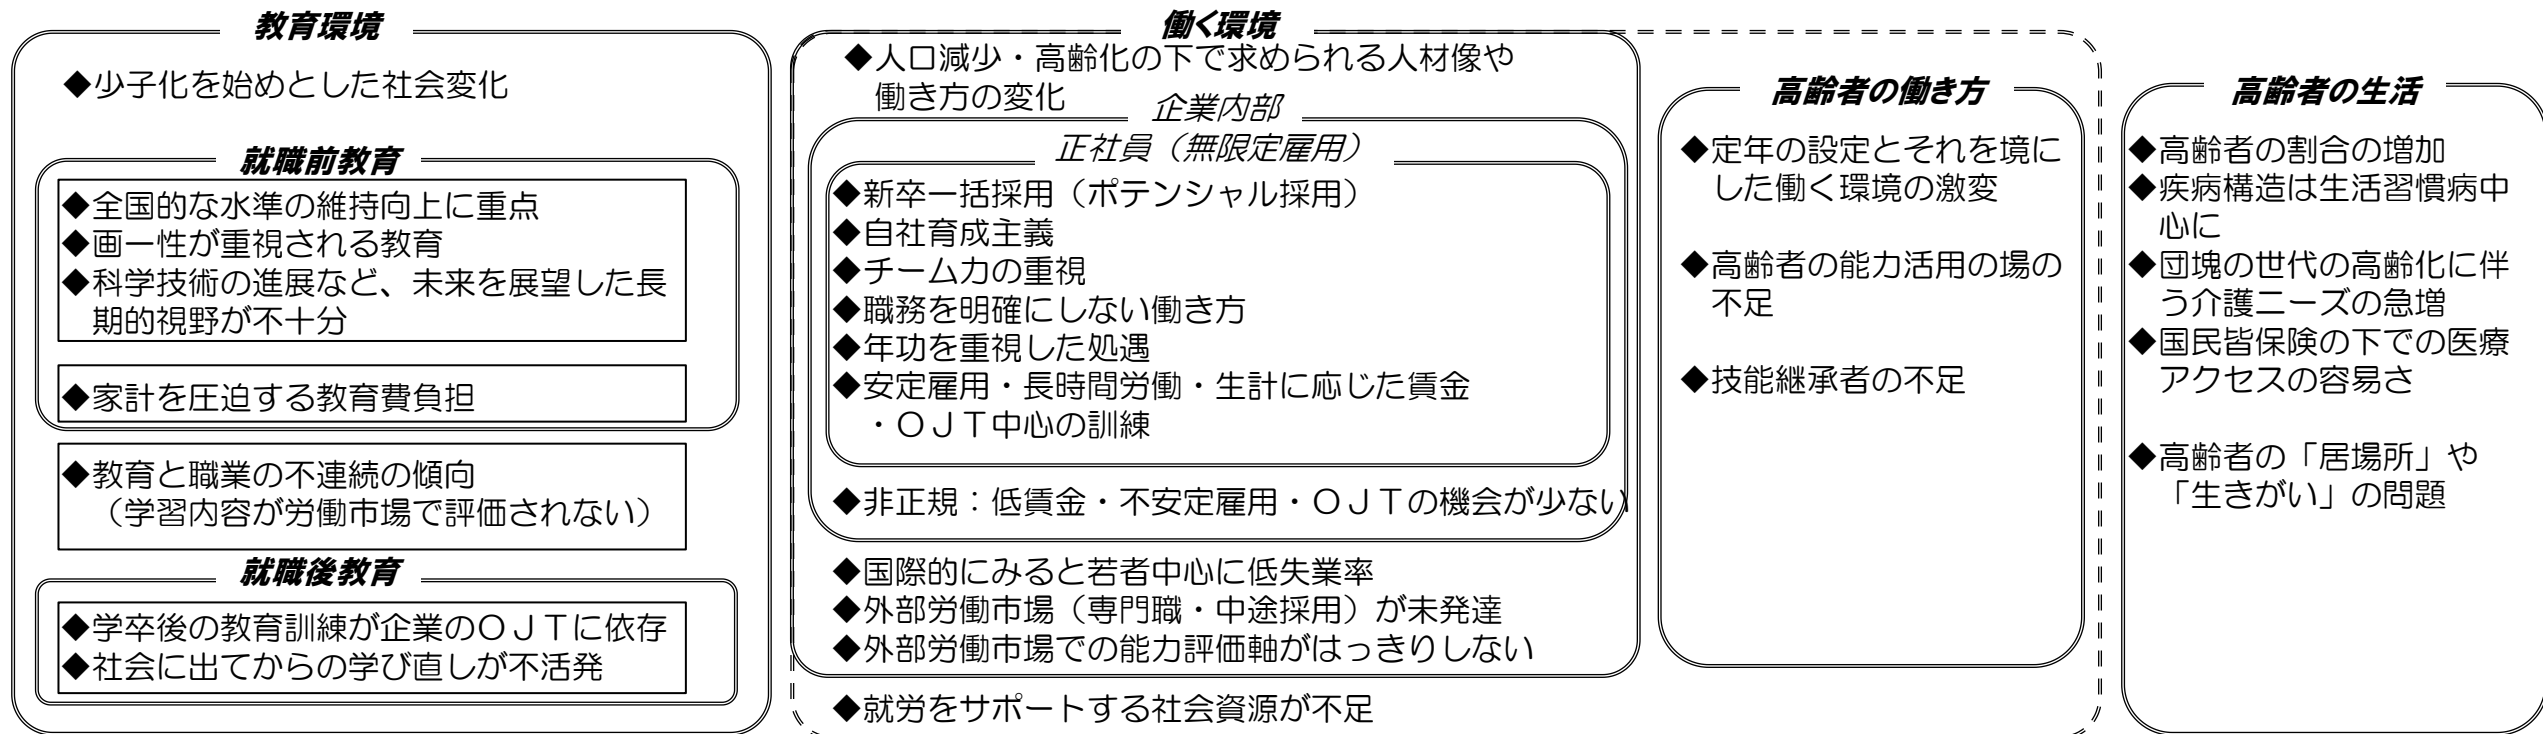 教育環境
◆少子化を始めとした社会変化
就職前教育
◆全国的な水準の維持向上に重点
◆画一性が重視される教育
◆科学技術の進展など、未来を展望した長
期的視野が不十分
◆家計を圧迫する教育費負担
◆教育と職業の不連続の傾向
（学習内容が労働市場で評価されない）
就職後教育
◆学卒後の教育訓練が企業のＯＪＴに依存
◆社会に出てからの学び直しが不活発
働く環境
◆人口減少・高齢化の下で求められる人材像や
働き方の変化
企業内部
正社員（無限定雇用）
◆新卒一括採用（ポテンシャル採用）
◆自社育成主義
◆チーム力の重視
◆職務を明確にしない働き方
◆年功を重視した処遇
◆安定雇用・長時間労働・生計に応じた賃金
・ＯＪＴ中心の訓練
◆非正規：低賃金・不安定雇用・ＯＪＴの機会が少ない
◆国際的にみると若者中心に低失業率
◆外部労働市場（専門職・中途採用）が未発達
◆外部労働市場での能力評価軸がはっきりしない
◆就労をサポートする社会資源が不足
高齢者の働き方
◆定年の設定とそれを境に
した働く環境の激変
◆高齢者の能力活用の場の
不足
◆技能継承者の不足
高齢者の生活
◆高齢者の割合の増加
◆疾病構造は生活習慣病中
心に
◆団塊の世代の高齢化に伴
う介護ニーズの急増
◆国民皆保険の下での医療
アクセスの容易さ
◆高齢者の「居場所」や
「生きがい」の問題